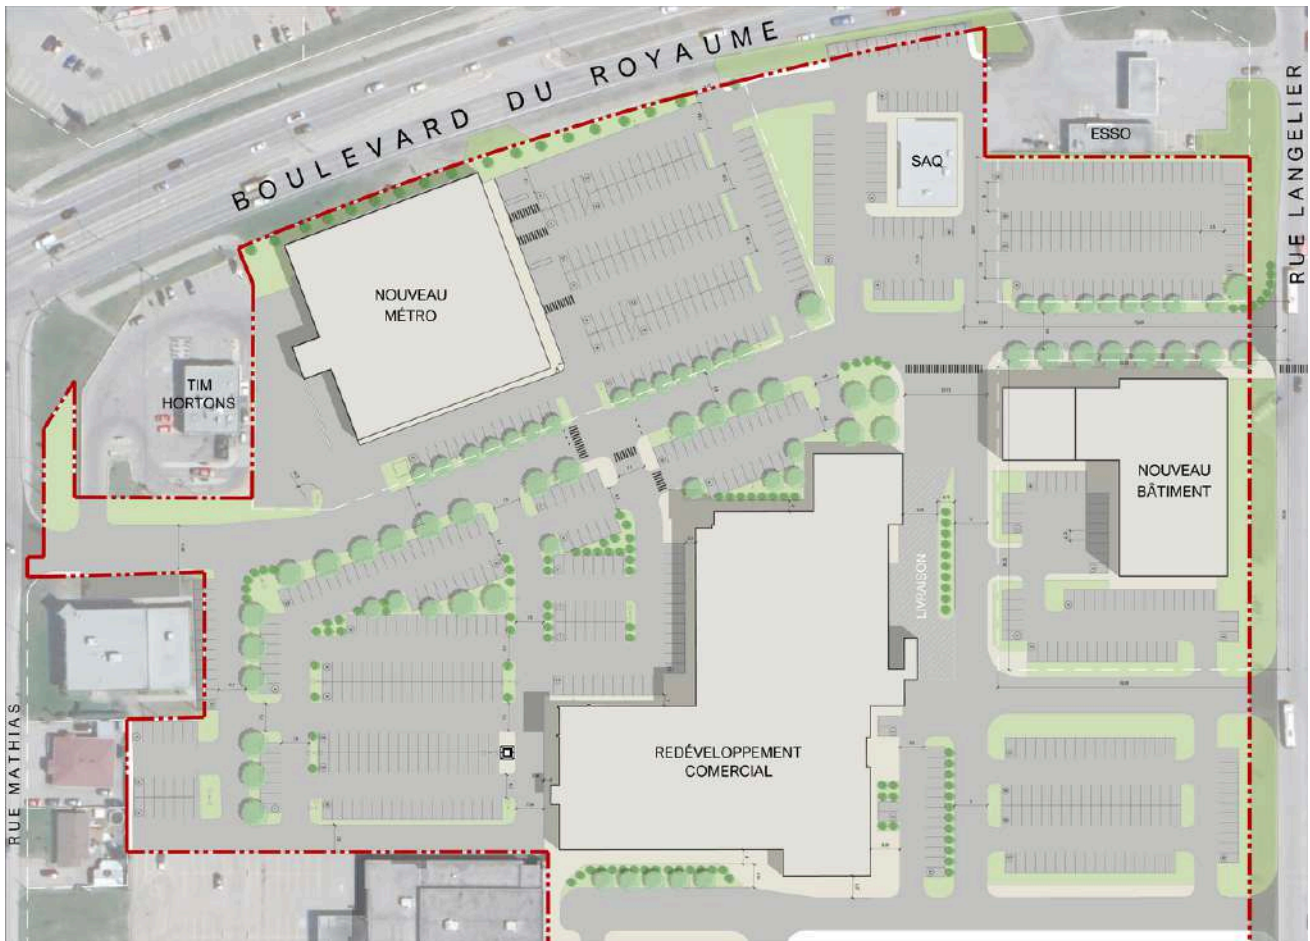 BOULEVARD DU ROYAUME
ESSO
SAQ
RUE LANGELIER
NOUVEAU
MÉTRO
TIM
HORTONS
NOUVEAU
BÂTIMENT
LIVRAISON
RUE MATHIAS
REDÉVELOPPEMENT
COMERCIAL